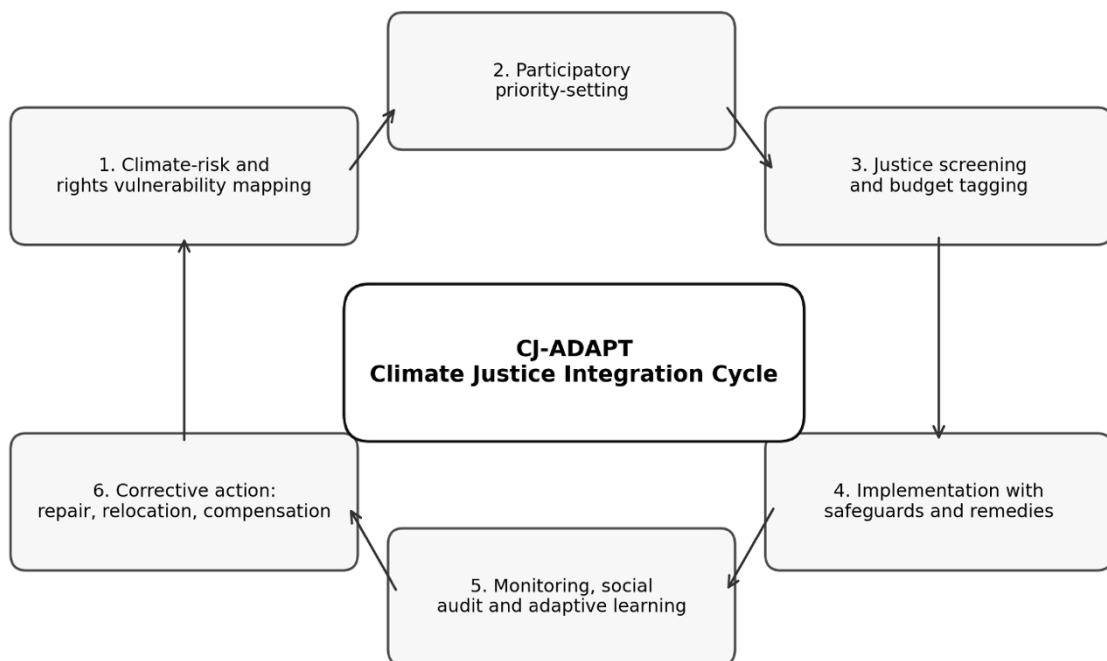 2. Participatory
priority-setting
1. Climate-risk and
rights vulnerability mapping
3. Justice screening
and budget tagging
CJ-ADAPT
Climate Justice Integration Cycle
6. Corrective action:
repair, relocation, compensation
4. Implementation with
safeguards and remedies
5. Monitoring, social
audit and adaptive learning